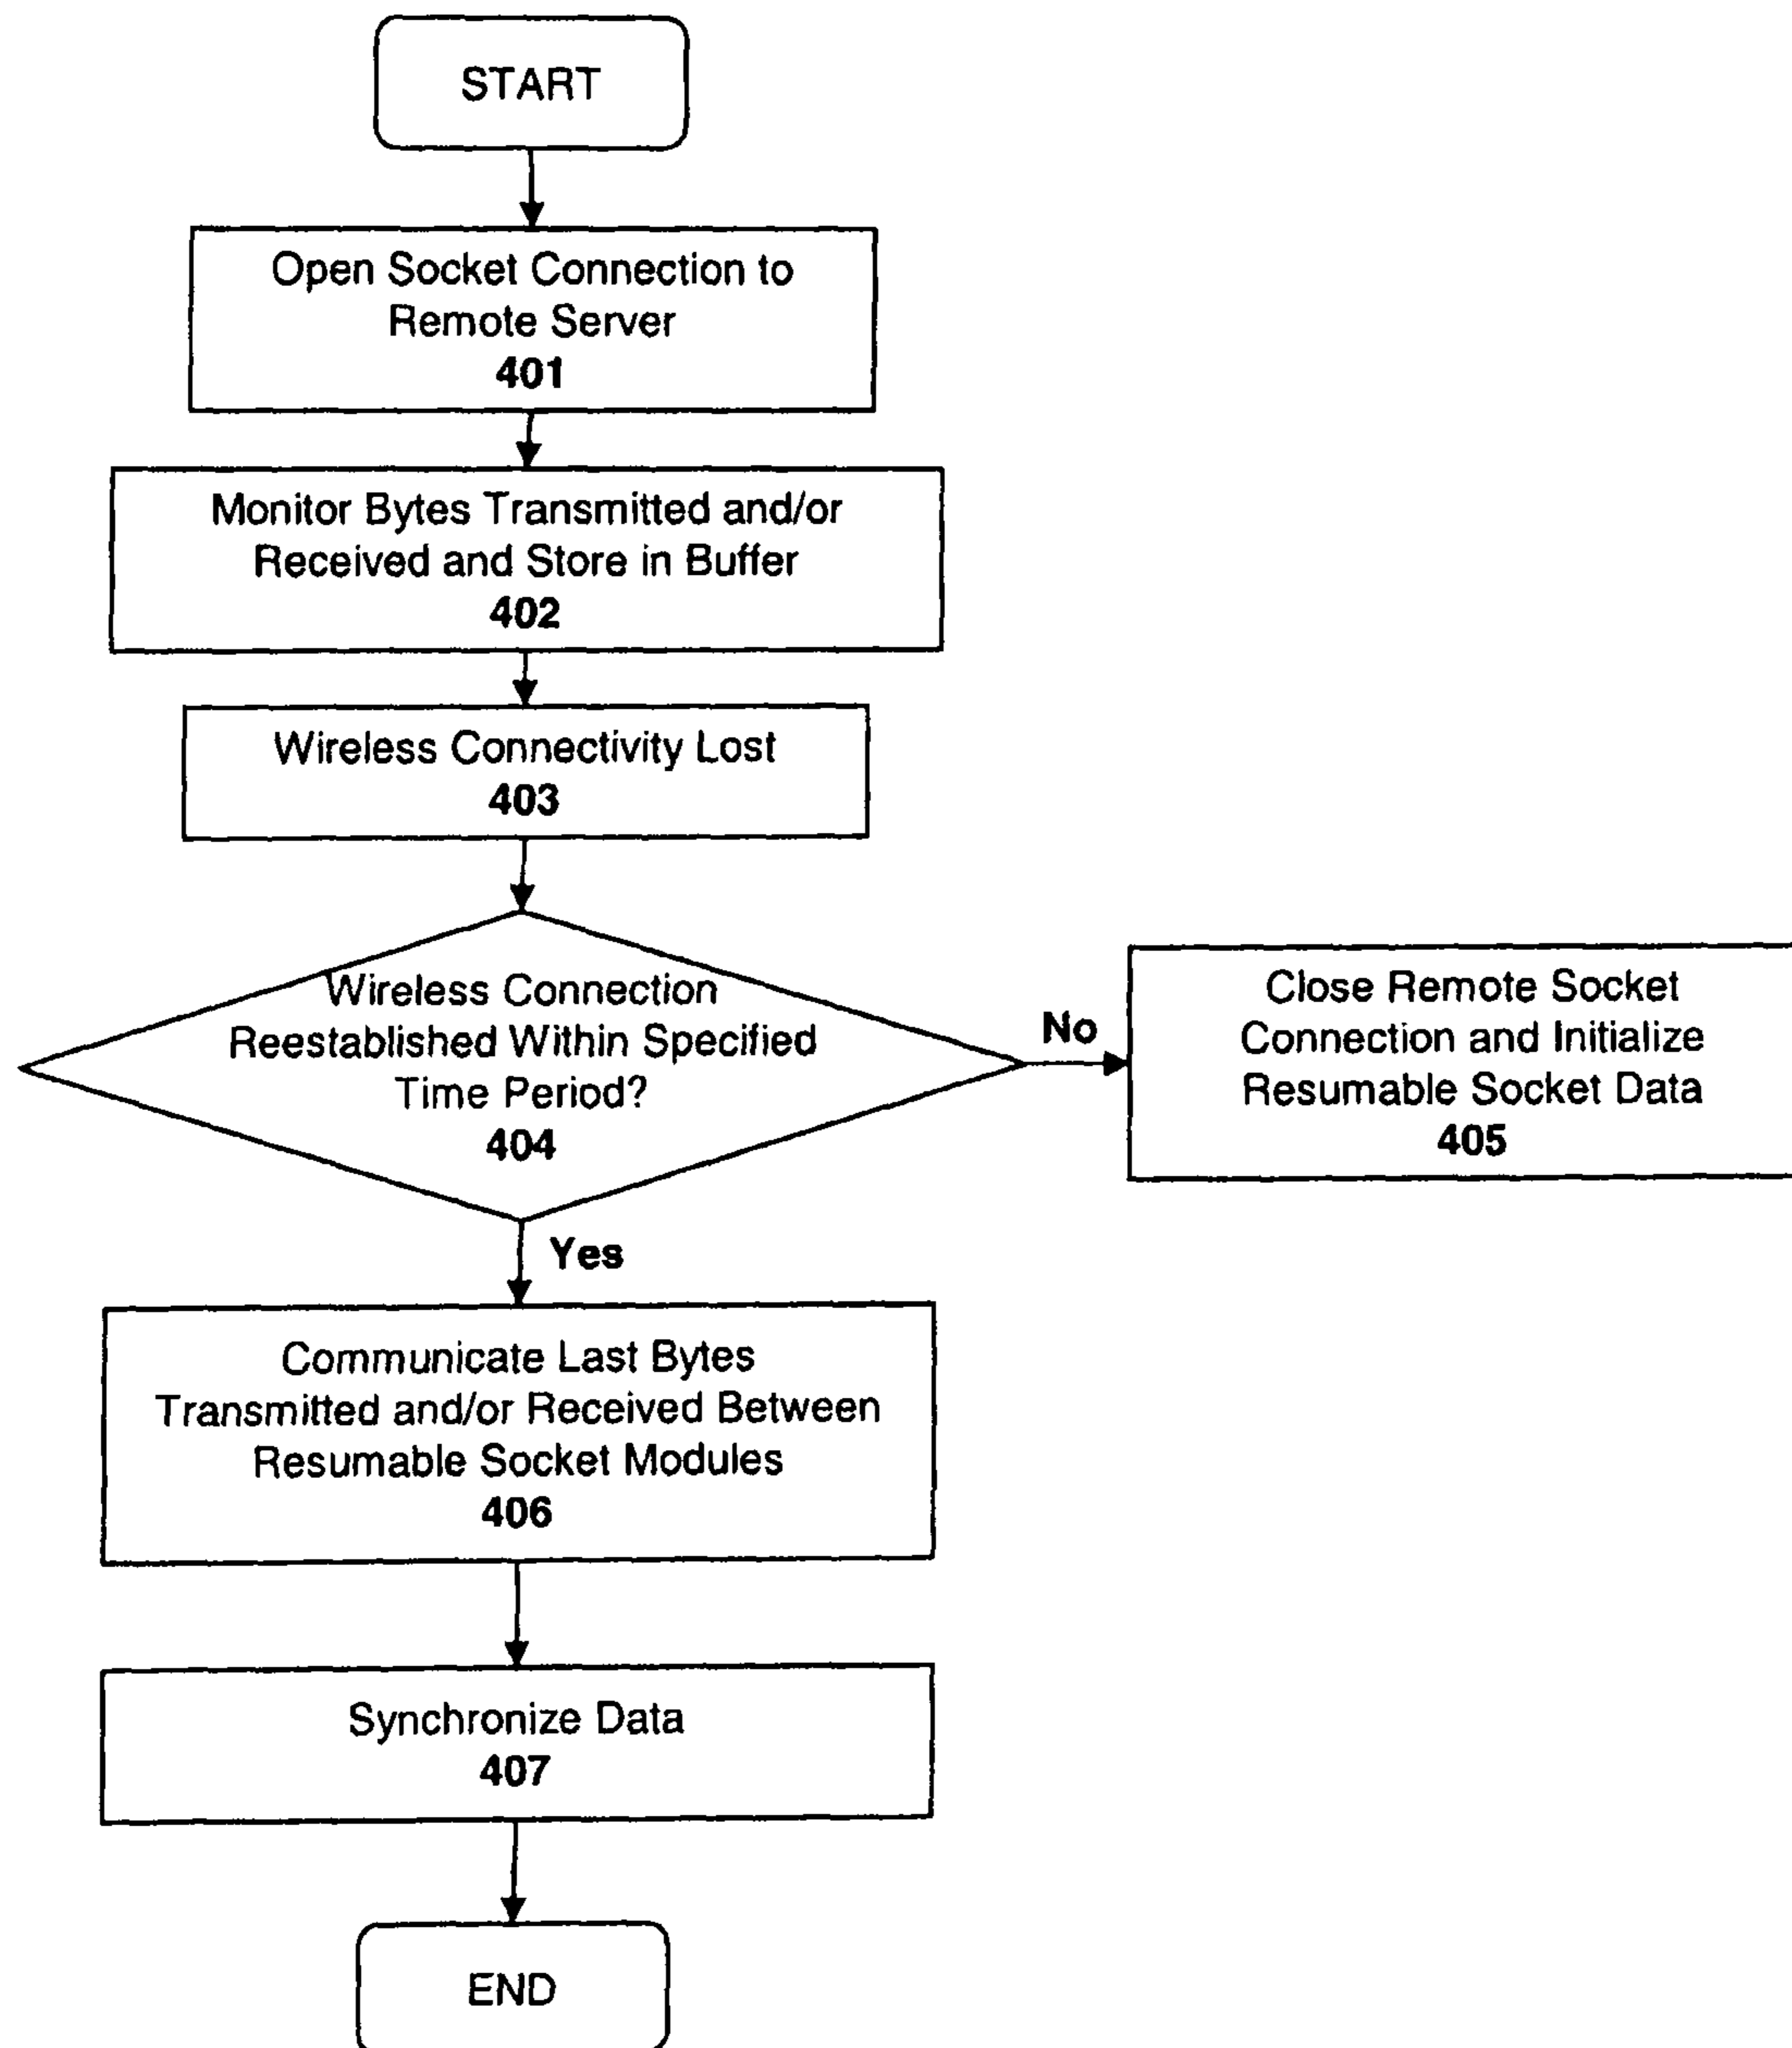 START
Open Socket Connection to
Remote Server
401
Monitor Bytes Transmitted and/or
Received and Store in Buffer
402
Wireless Connectivity Lost
403
Wireless Connection
Reestablished Within Specified
Time Period?
404
No
Close Remote Socket
Connection and Initialize
Resumable Socket Data
405
Yes
Communicate Last Bytes
Transmitted and/or Received Between
Resumable Socket Modules
406
Synchronize Data
407
END